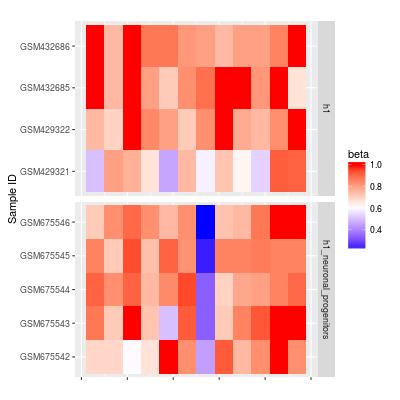 GSM432686
GSM432685
GSM429322
GSM429321
GSM675546
GSM675545
GSM675544
GSM675543
GSM675542
Sample ID
h1
h1_neuronal_progenitors
beta
1.0
0.8
0.6
0.4